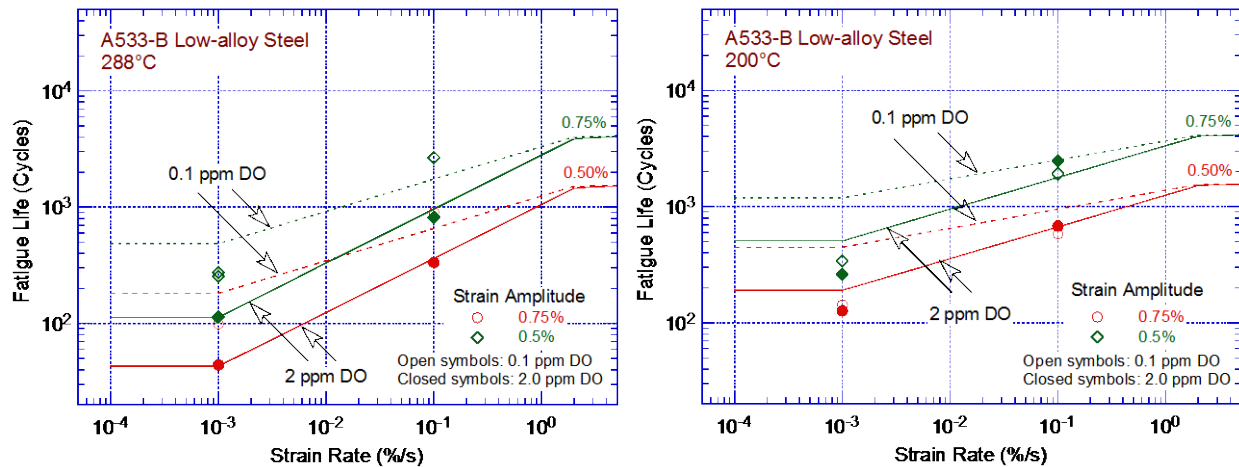 A533-B Low-alloy Steel
288°C
10⁴
10³
10²
Fatigue Life (Cycles)
0.75%
0.50%
0.1 ppm DO
2 ppm DO
Strain Amplitude
0.75%
0.5%
Open symbols: 0.1 ppm DO
Closed symbols: 2.0 ppm DO
10⁻⁴ 10⁻³ 10⁻² 10⁻¹ 10⁰
Strain Rate (%/s)
A533-B Low-alloy Steel
200°C
10⁴
10³
10²
Fatigue Life (Cycles)
0.75%
0.50%
0.1 ppm DO
2 ppm DO
Strain Amplitude
0.75%
0.5%
Open symbols: 0.1 ppm DO
Closed symbols: 2.0 ppm DO
10⁻⁴ 10⁻³ 10⁻² 10⁻¹ 10⁰
Strain Rate (%/s)